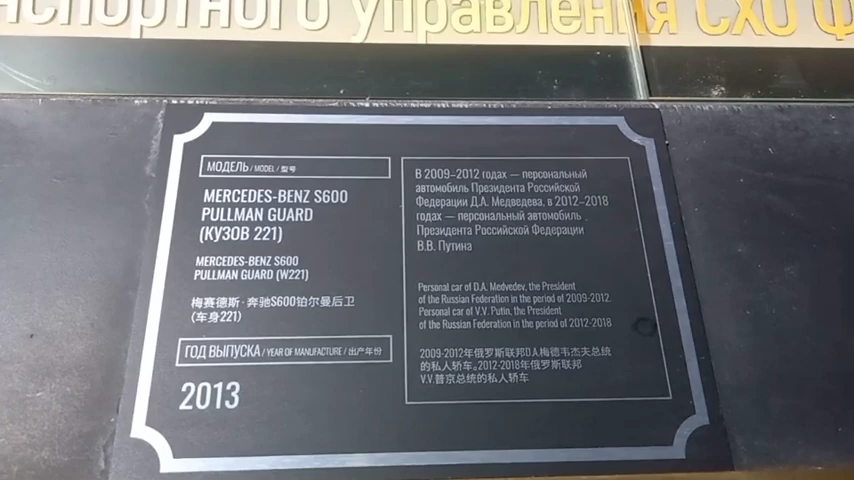 нспортного управления СХО Ф
МОДЕЛЬ / MODEL / 型号
MERCEDES-BENZ S600
PULLMAN GUARD
(КУЗОВ 221)
MERCEDES-BENZ S600
PULLMAN GUARD (W221)
梅赛德斯·奔驰S600铂尔曼后卫
(车身221)
ГОД ВЫПУСКА / YEAR OF MANUFACTURE / 出产年份
2013
В 2009–2012 годах — персональный
автомобиль Президента Российской
Федерации Д.А. Медведева, в 2012–2018
годах — персональный автомобиль
Президента Российской Федерации
В.В. Путина
Personal car of D.A. Medvedev, the President
of the Russian Federation in the period of 2009-2012.
Personal car of V.V. Putin, the President
of the Russian Federation in the period of 2012-2018
2009-2012年俄罗斯联邦D.A.梅德韦杰夫总统
的私人轿车。2012-2018年俄罗斯联邦
V.V.普京总统的私人轿车